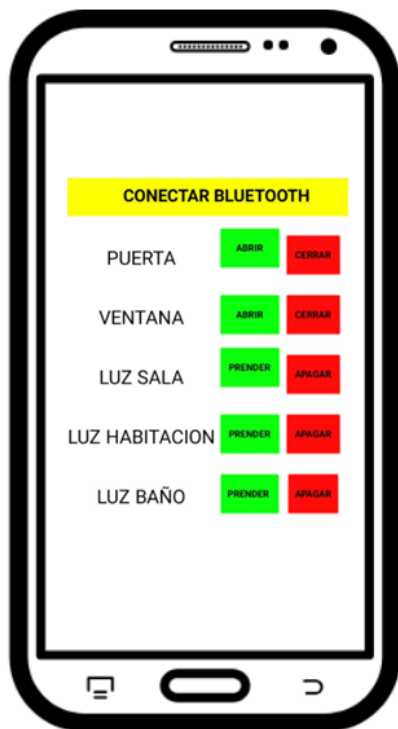 CONECTAR BLUETOOTH
PUERTA ABRIR CERRAR
VENTANA ABRIR CERRAR
LUZ SALA PRENDER APAGAR
LUZ HABITACION PRENDER APAGAR
LUZ BAÑO PRENDER APAGAR